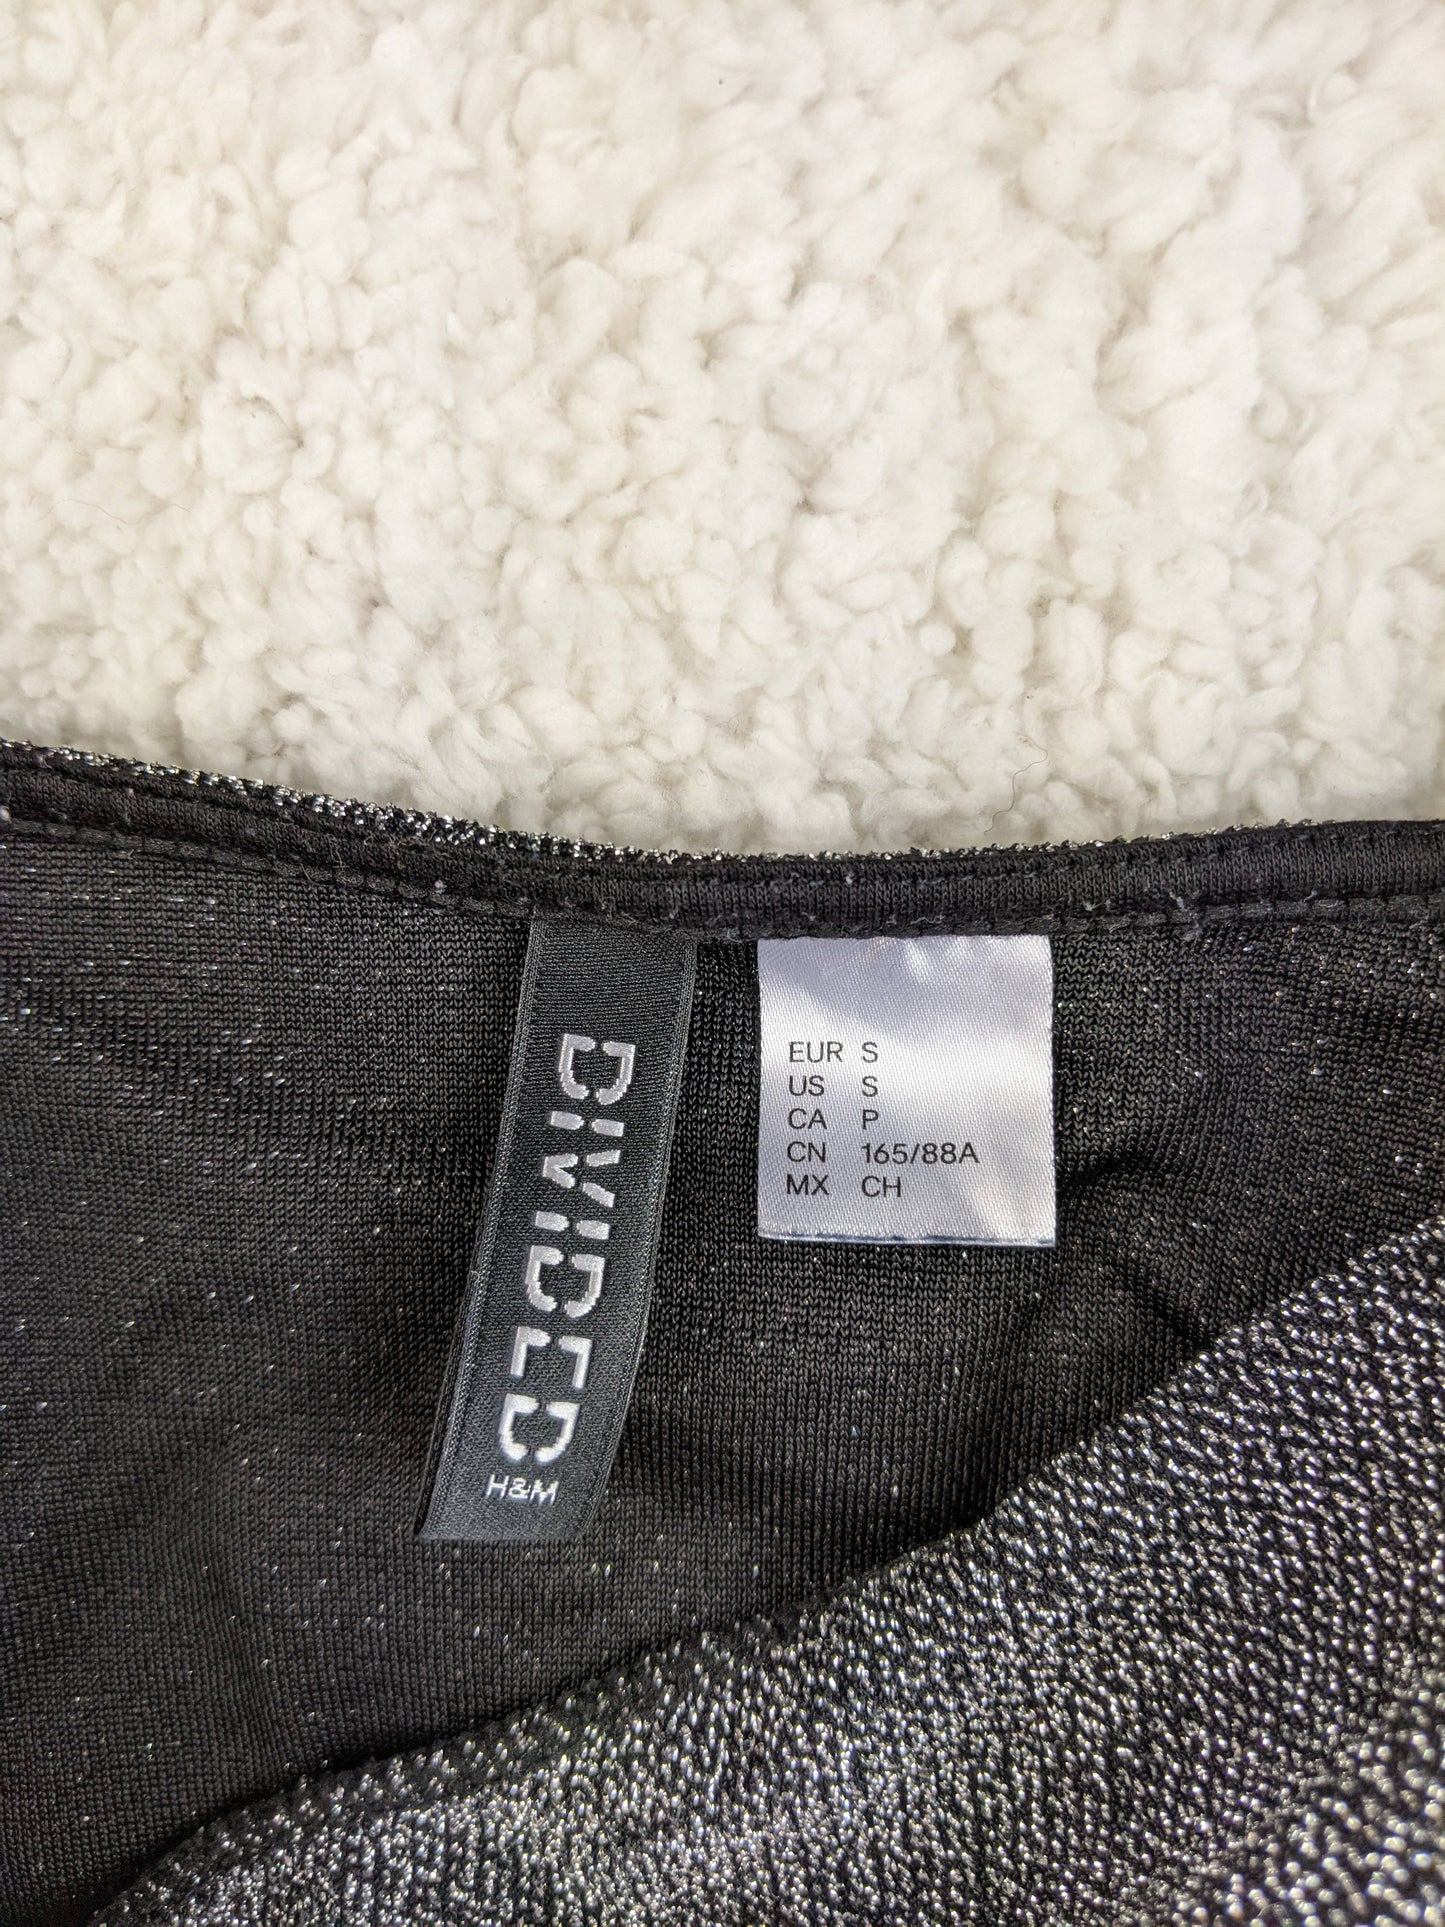 DIVIDED
H&M
EUR S
US S
CA P
CN 165/88A
MX CH